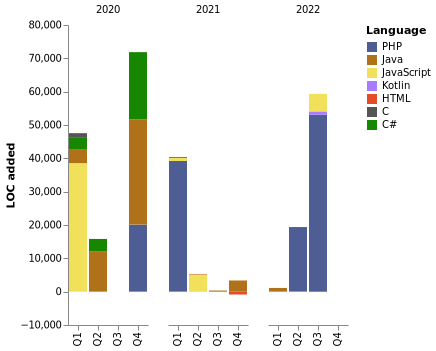 2020 2021 2022
LOC added
80,000
70,000
60,000
50,000
40,000
30,000
20,000
10,000
0
−10,000
Q1 Q2 Q3 Q4 Q1 Q2 Q3 Q4 Q1 Q2 Q3 Q4
Language
PHP
Java
JavaScript
Kotlin
HTML
C
C#